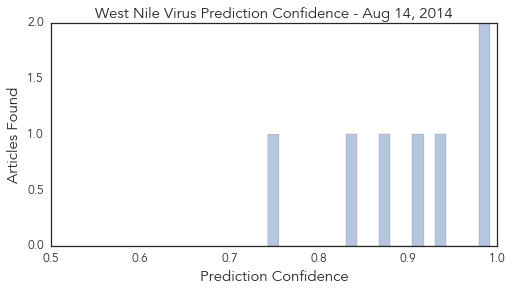 West Nile Virus Prediction Confidence - Aug 14, 2014
2.0
1.5
1.0
0.5
0.0
Articles Found
0.5 0.6 0.7 0.8 0.9 1.0
Prediction Confidence